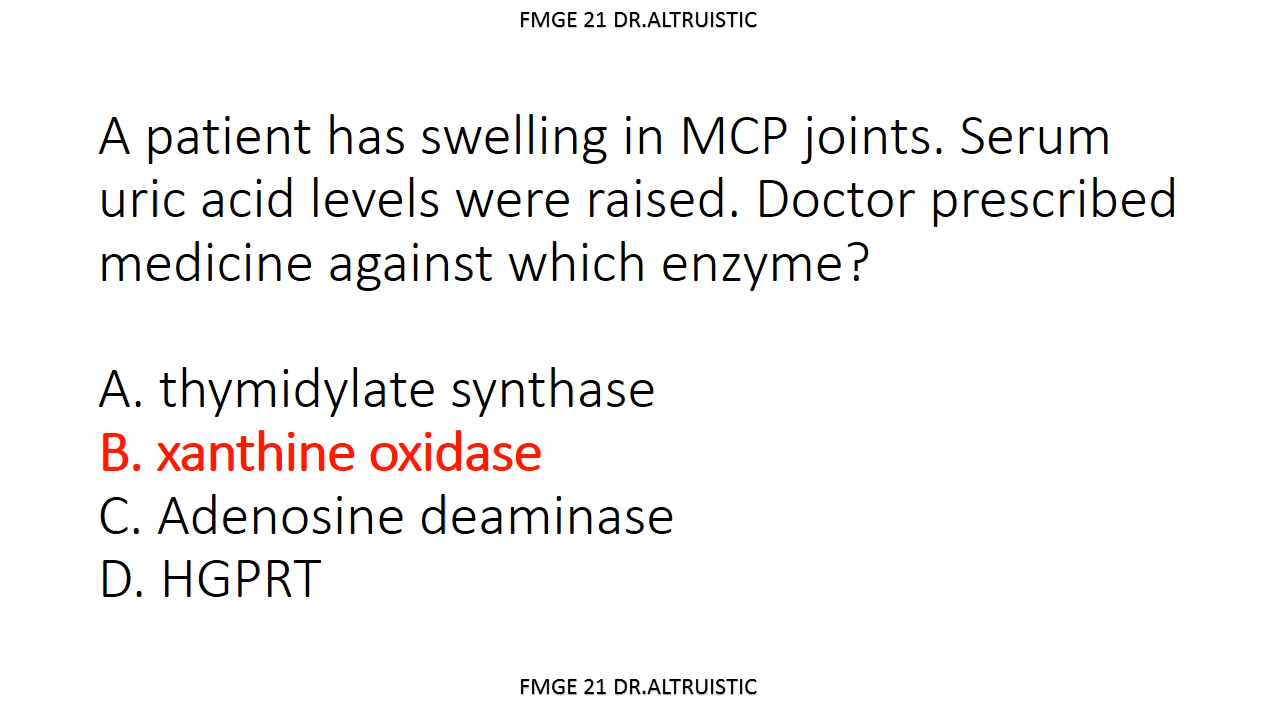 FMGE 21 DR.ALTRUISTIC
A patient has swelling in MCP joints. Serum
uric acid levels were raised. Doctor prescribed
medicine against which enzyme?
A. thymidylate synthase
B. xanthine oxidase
C. Adenosine deaminase
D. HGPRT
FMGE 21 DR.ALTRUISTIC